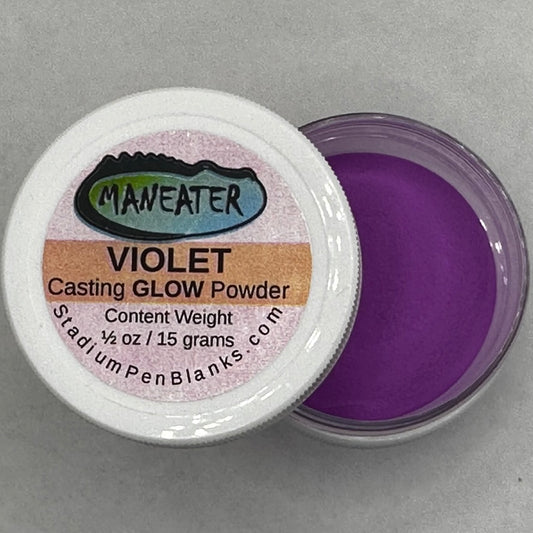 MANEATER
VIOLET
Casting GLOW Powder
Content Weight
½ oz / 15 grams
StadiumPenBlanks.com